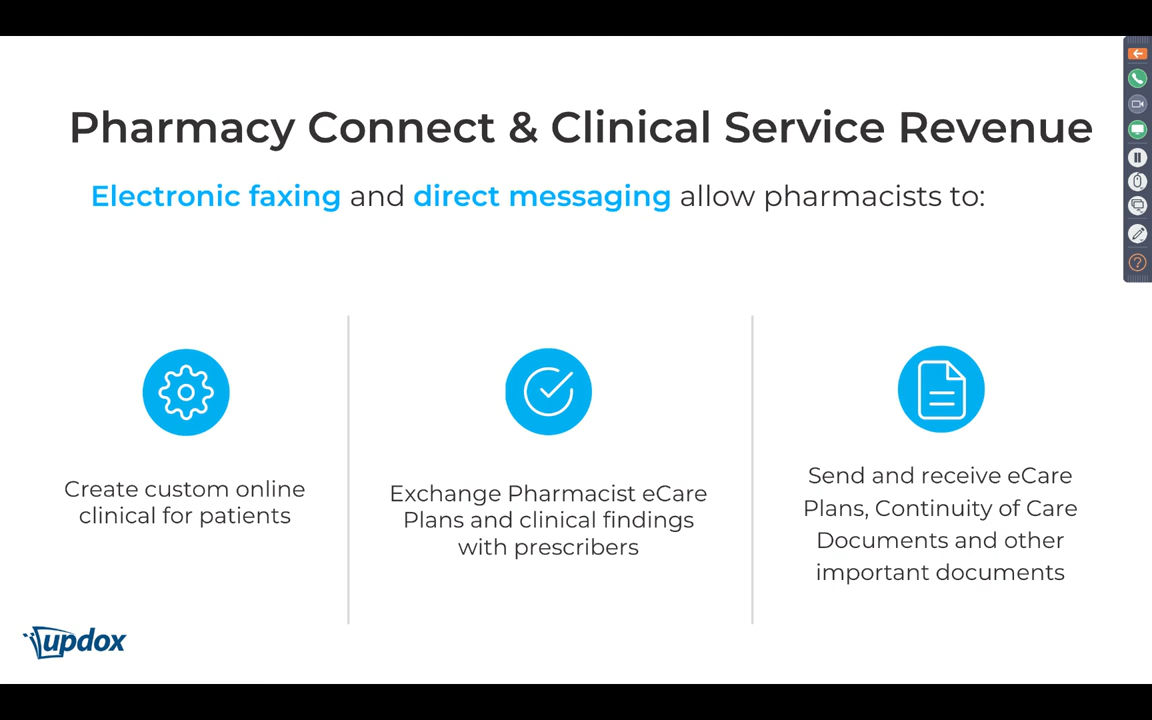 Pharmacy Connect & Clinical Service Revenue
Electronic faxing and direct messaging allow pharmacists to:
Create custom online
clinical for patients
Exchange Pharmacist eCare
Plans and clinical findings
with prescribers
Send and receive eCare
Plans, Continuity of Care
Documents and other
important documents
updox
?